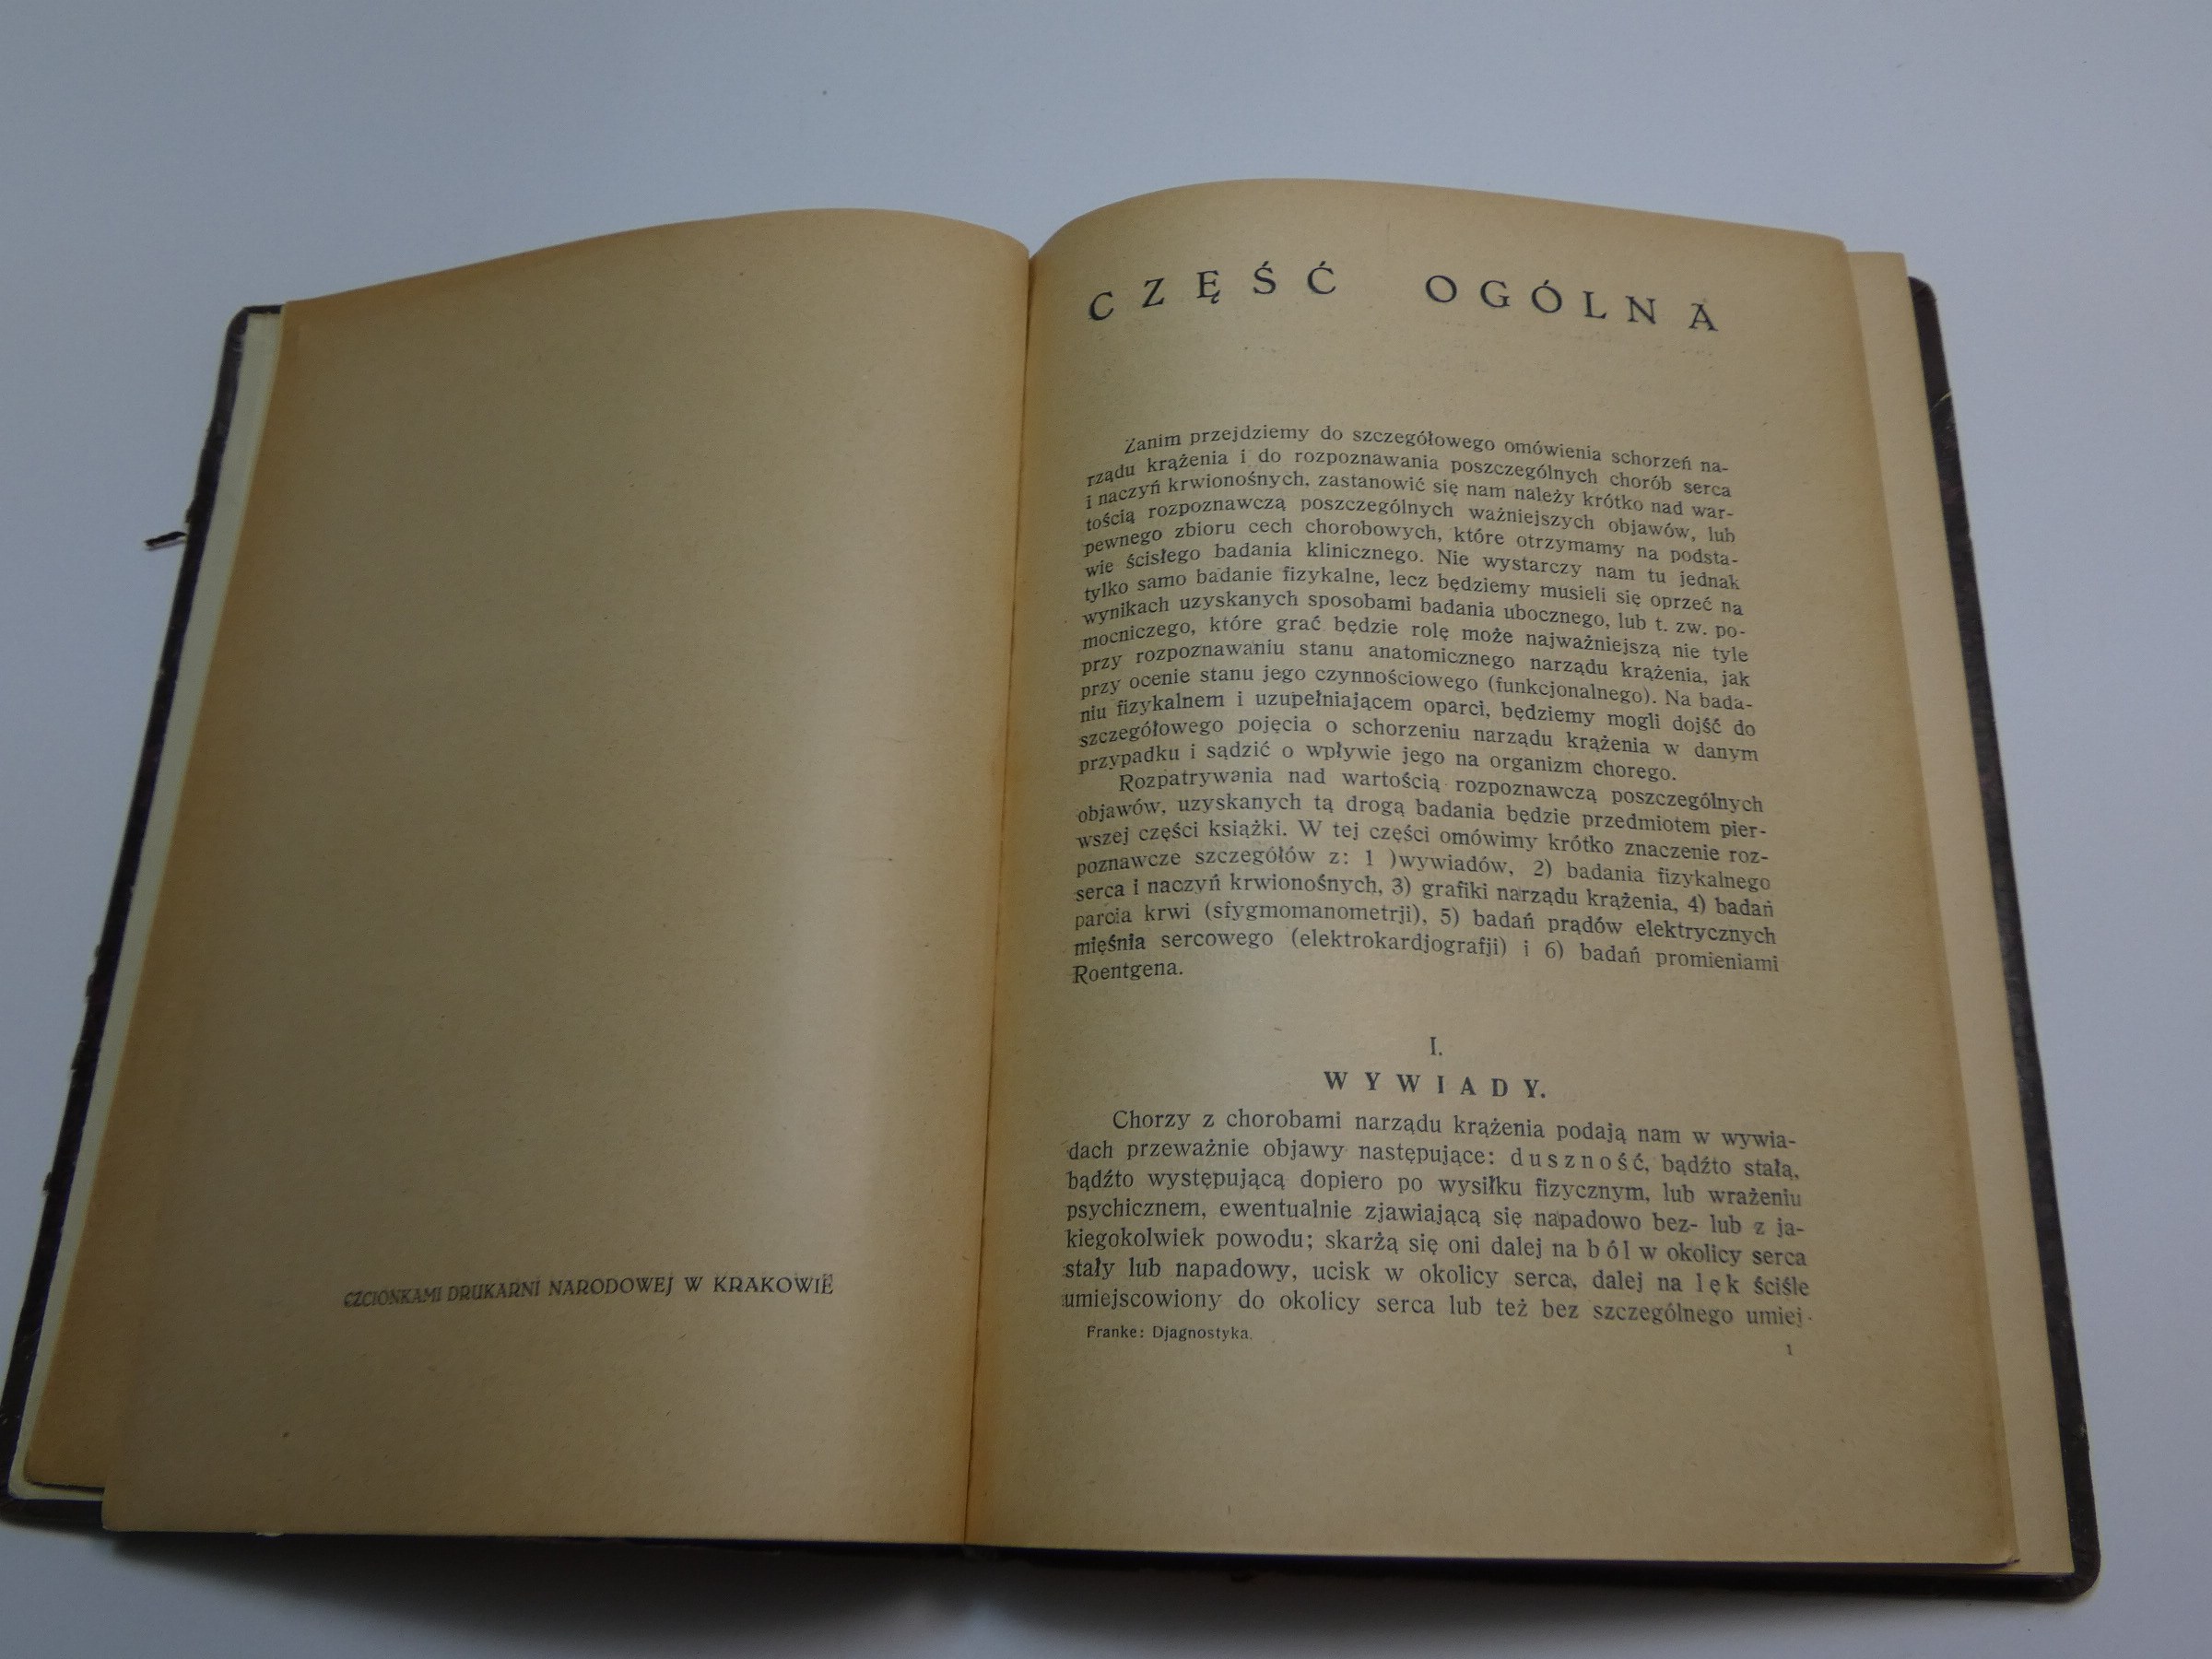 CZCIONKAMI DRUKARNI NARODOWEJ W KRAKOWIE
CZĘŚĆ OGÓLNA
Zanim przejdziemy do szczegółowego omówienia schorzeń na-
rządu krążenia i do rozpoznawania poszczególnych chorób serca
i naczyń krwionośnych, zastanowić się nam należy krótko nad war-
tością rozpoznawczą poszczególnych ważniejszych objawów, lub
pewnego zbioru cech chorobowych, które otrzymamy na podsta-
wie ścisłego badania klinicznego. Nie wystarczy nam tu jednak
tylko samo badanie fizykalne, lecz będziemy musieli się oprzeć na
wynikach uzyskanych sposobami badania ubocznego, lub t. zw. po-
mocniczego, które grać będzie rolę może najważniejszą nie tyle
przy rozpoznawaniu stanu anatomicznego narządu krążenia, jak
przy ocenie stanu jego czynnościowego (funkcjonalnego). Na bada-
niu fizykalnem i uzupełniającem oparci, będziemy mogli dojść do
szczegółowego pojęcia o schorzeniu narządu krążenia w danym
przypadku i sądzić o wpływie jego na organizm chorego.
Rozpatrywania nad wartością rozpoznawczą poszczególnych
objawów, uzyskanych tą drogą badania będzie przedmiotem pier-
wszej części książki. W tej części omówimy krótko znaczenie roz-
poznawcze szczegółów z: 1 )wywiadów, 2) badania fizykalnego
serca i naczyń krwionośnych, 3) grafiki narządu krążenia, 4) badań
parcia krwi (sfygmomanometrji), 5) badań prądów elektrycznych
mięśnia sercowego (elektrokardjografji) i 6) badań promieniami
Roentgena.
I.
WYWIADY.
Chorzy z chorobami narządu krążenia podają nam w wywia-
dach przeważnie objawy następujące: duszność, bądźto stałą,
bądźto występującą dopiero po wysiłku fizycznym, lub wrażeniu
psychicznem, ewentualnie zjawiającą się napadowo bez- lub z ja-
kiegokolwiek powodu; skarżą się oni dalej na ból w okolicy serca
stały lub napadowy, ucisk w okolicy serca, dalej na lęk ściśle
umiejscowiony do okolicy serca lub też bez szczególnego umiej-
Franke: Djagnostyka.
1